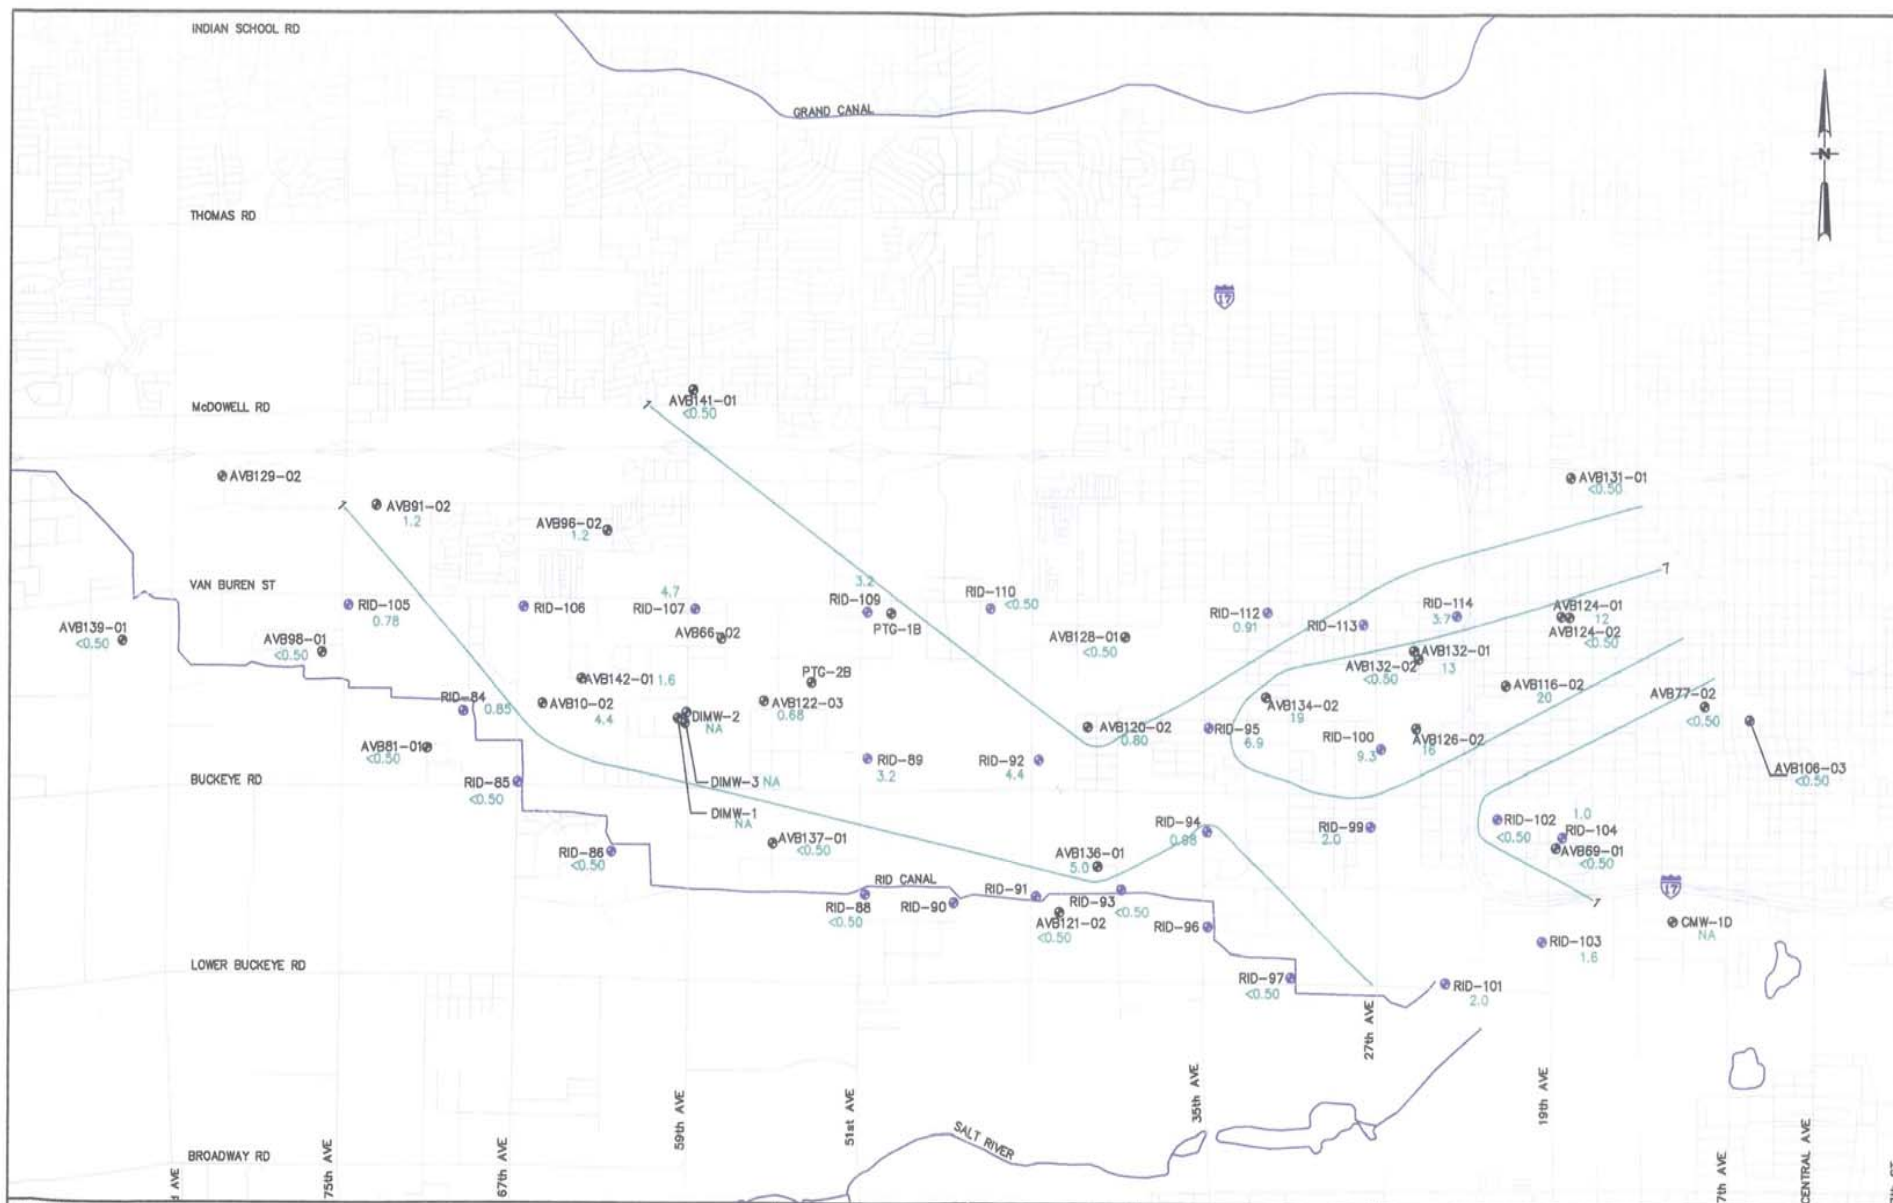 INDIAN SCHOOL RD
GRAND CANAL
N
THOMAS RD
17
McDOWELL RD
AVB141-01
<0.50
1
AVB129-02
AVB131-01
<0.50
1
AVB91-02
1.2
AVB96-02
1.2
VAN BUREN ST
RID-105
0.78
RID-106
4.7
RID-107
3.2
RID-109
PTG-1B
RID-110
<0.50
RID-112
0.91
RID-113
RID-114
3.7
7
AVB124-01
12
AVB124-02
<0.50
AVB139-01
<0.50
AVB98-01
<0.50
AVB66-02
AVB128-01
<0.50
AVB132-01
13
AVB132-02
<0.50
RID-84
0.85
AVB142-01 1.6
AVB10-02
4.4
PTG-2B
AVB122-03
0.68
DIMW-2
NA
AVB134-02
19
AVB116-02
20
AVB77-02
<0.50
AVB120-02
0.80
RID-95
6.9
RID-100
9.3
AVB126-02
16
AVB81-01
<0.50
RID-89
3.2
RID-92
4.4
AVB106-03
<0.50
BUCKEYE RD
RID-85
<0.50
DIMW-3 NA
DIMW-1
NA
RID-94
0.98
RID-99
2.0
RID-102
<0.50
1.0
RID-104
AVB69-01
<0.50
RID-86
<0.50
AVB137-01
<0.50
AVB136-01
5.0
RID CANAL
RID-88
<0.50
RID-90
RID-91
RID-93
<0.50
AVB121-02
<0.50
RID-96
17
1
CMW-1D
NA
RID-103
1.6
LOWER BUCKEYE RD
RID-97
<0.50
RID-101
2.0
27th AVE
SALT RIVER
BROADWAY RD
d AVE
75th AVE
67th AVE
59th AVE
51st AVE
35th AVE
19th AVE
7th AVE
CENTRAL AVE